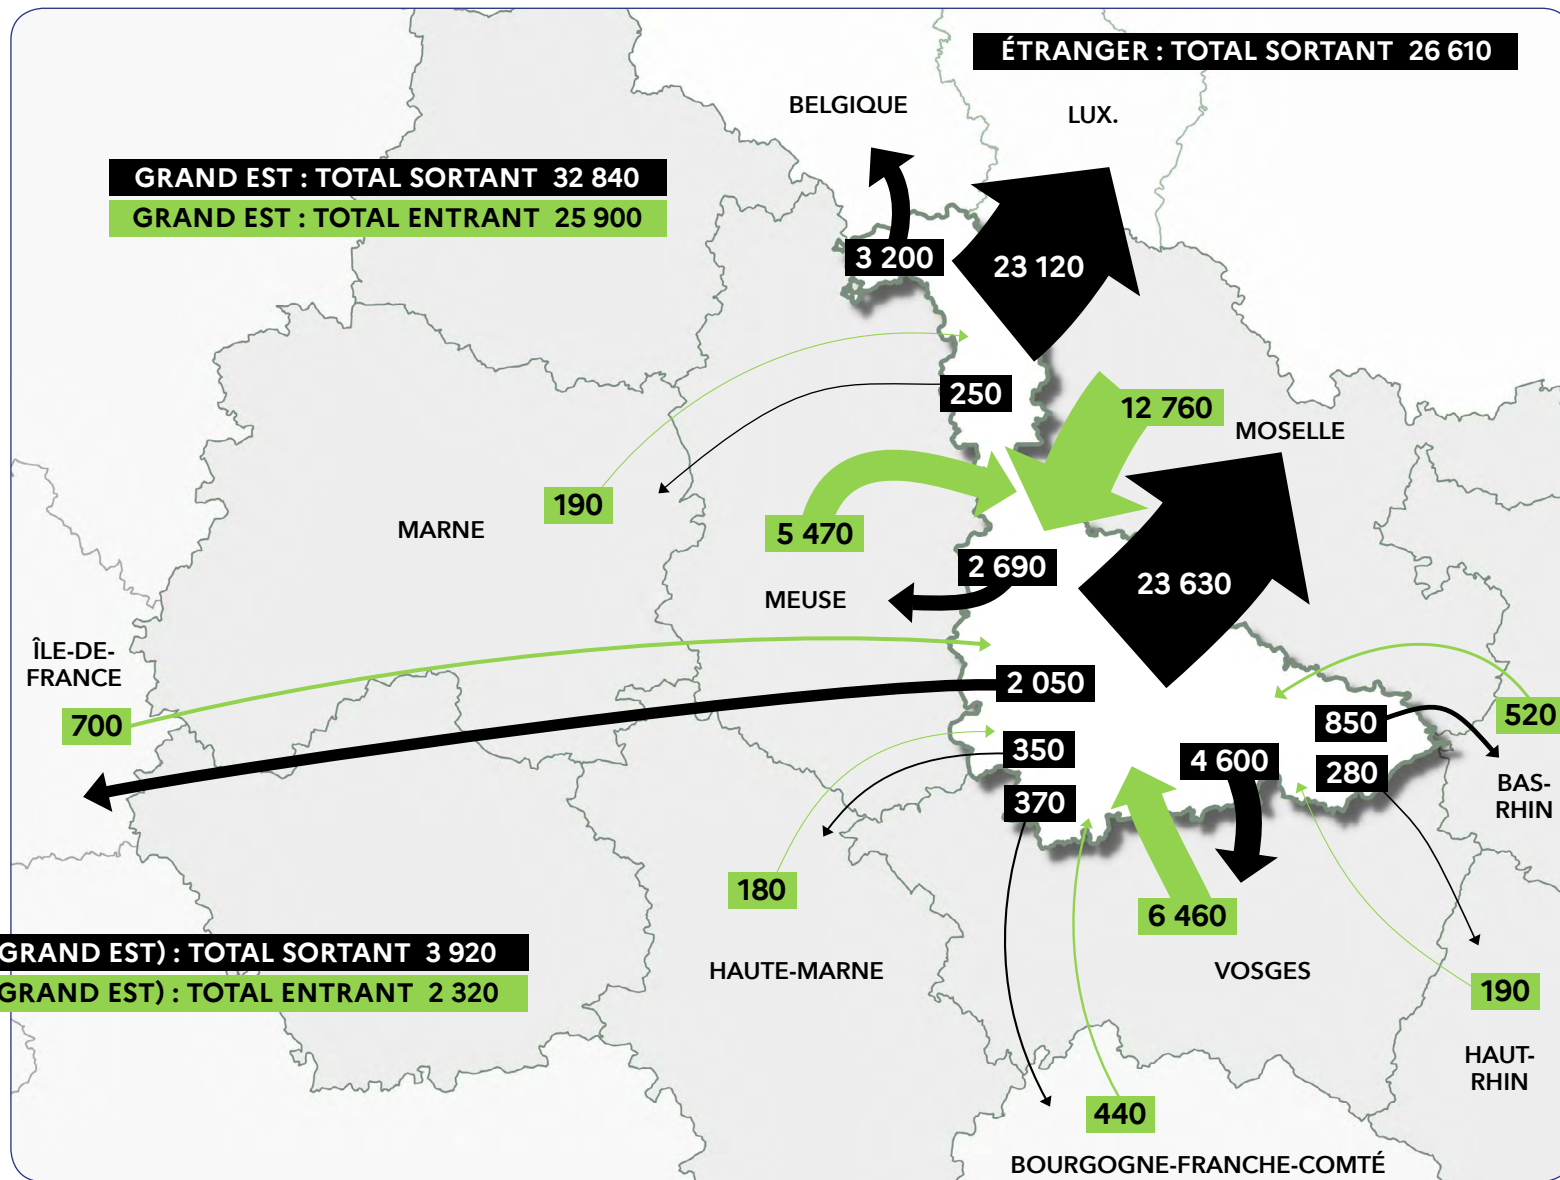 ÉTRANGER : TOTAL SORTANT 26 610
BELGIQUE
LUX.
GRAND EST : TOTAL SORTANT 32 840
GRAND EST : TOTAL ENTRANT 25 900
3 200
23 120
250
12 760
MOSELLE
190
MARNE
5 470
2 690
23 630
MEUSE
ÎLE-DE-
FRANCE
700
2 050
520
850
350
4 600
280
370
BAS-
RHIN
180
6 460
GRAND EST) : TOTAL SORTANT 3 920
GRAND EST) : TOTAL ENTRANT 2 320
HAUTE-MARNE
VOSGES
190
HAUT-
RHIN
440
BOURGOGNE-FRANCHE-COMTÉ